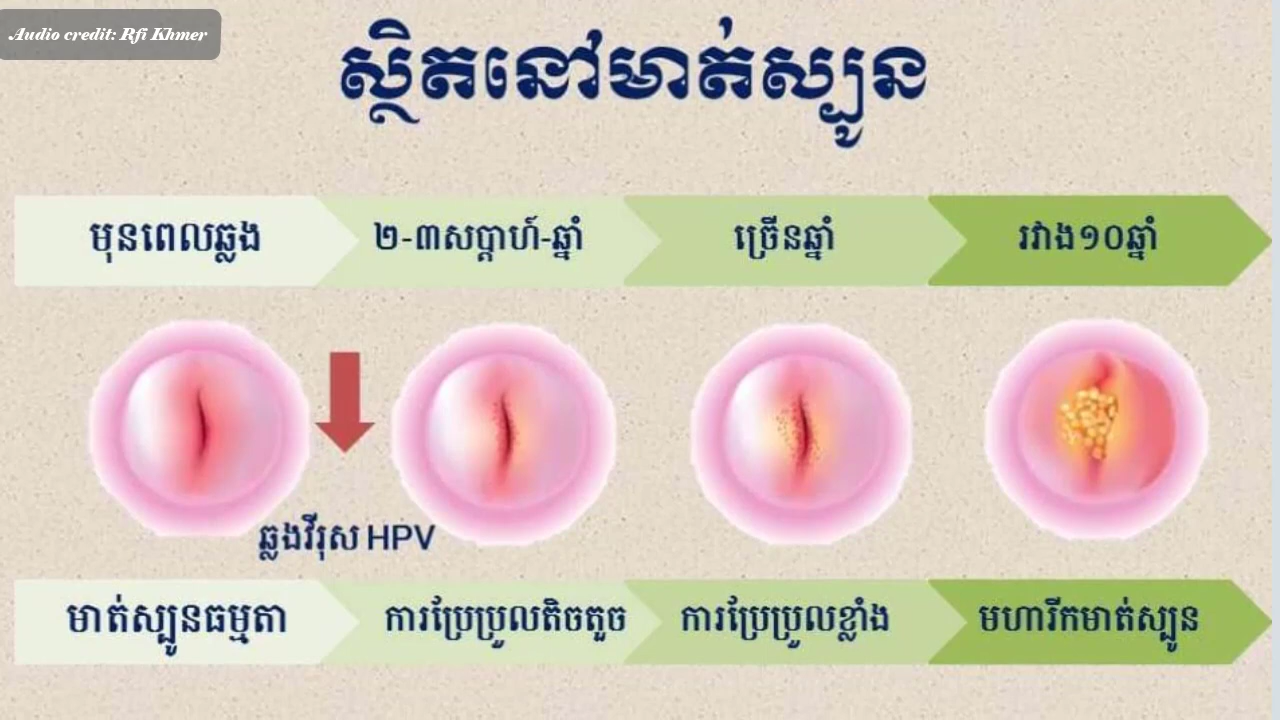 Audio credit: Rfi Khmer
ស្ថិតនៅមាត់ស្បូន
មុនពេលឆ្លង
២-៣សប្ដាហ៍-ឆ្នាំ
ច្រើនឆ្នាំ
រវាង១០ឆ្នាំ
ឆ្លងវីរុស HPV
មាត់ស្បូនធម្មតា
ការប្រែប្រួលតិចតួច
ការប្រែប្រួលខ្លាំង
មហារីកមាត់ស្បូន